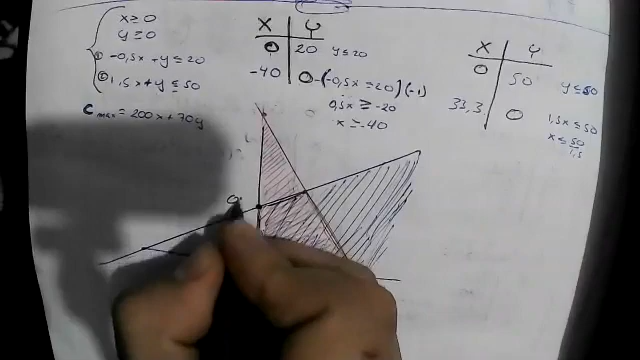 x ≥ 0
y ≥ 0
① -0,5x + y ≤ 20
② 1,5x + y ≤ 50
C max = 200x + 70y
X Y
0 20 y ≤ 20
-40 0 -(-0,5x = 20)(-1)
0,5x ≥ -20
x ≥ -40
X Y
0 50 y ≤ 50
33,3 0 1,5x ≤ 50
x ≤ 50
1,5